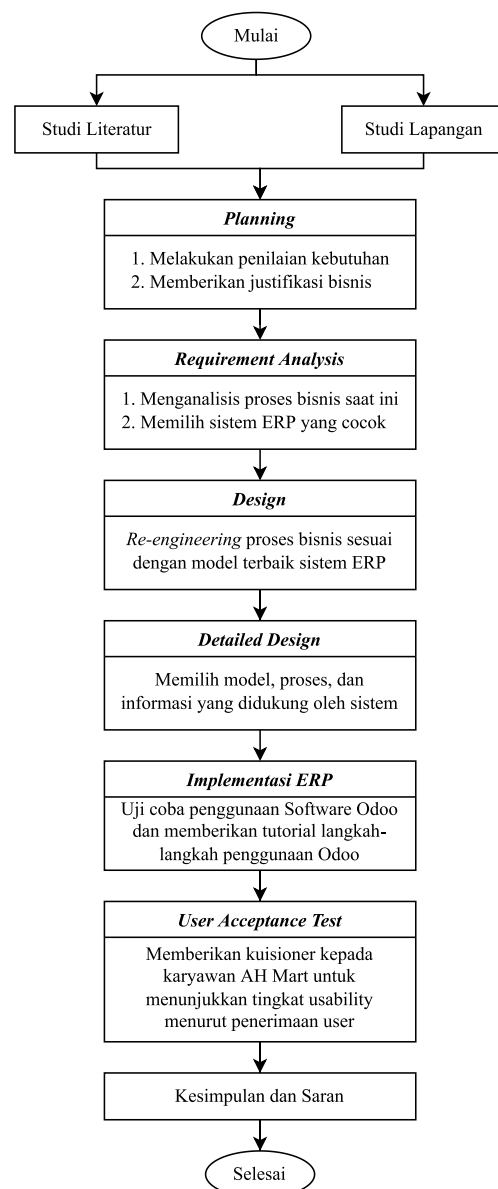 Mulai
Studi Literatur
Studi Lapangan
Planning
1. Melakukan penilaian kebutuhan
2. Memberikan justifikasi bisnis
Requirement Analysis
1. Menganalisis proses bisnis saat ini
2. Memilih sistem ERP yang cocok
Design
Re-engineering proses bisnis sesuai
dengan model terbaik sistem ERP
Detailed Design
Memilih model, proses, dan
informasi yang didukung oleh sistem
Implementasi ERP
Uji coba penggunaan Software Odoo
dan memberikan tutorial langkah-
langkah penggunaan Odoo
User Acceptance Test
Memberikan kuisioner kepada
karyawan AH Mart untuk
menunjukkan tingkat usability
menurut penerimaan user
Kesimpulan dan Saran
Selesai